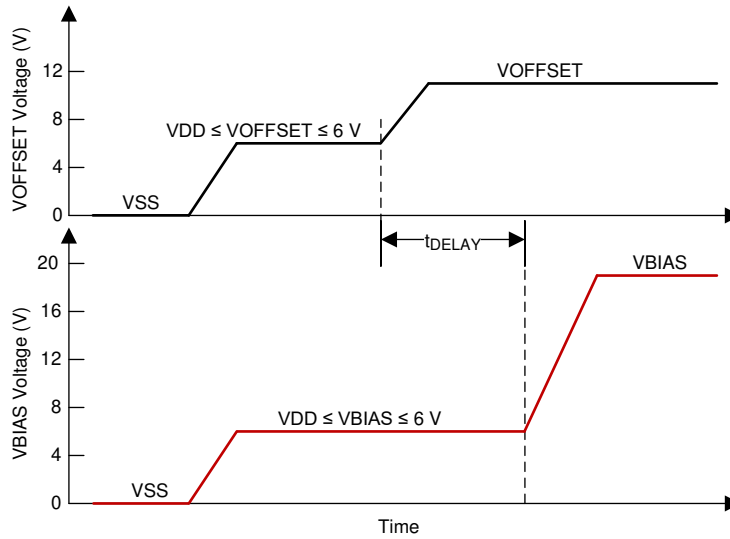 VOFFSET Voltage (V)
12
8
4
0
VSS
VDD ≤ VOFFSET ≤ 6 V
VOFFSET
tDELAY
VBIAS Voltage (V)
20
16
12
8
4
0
VSS
VDD ≤ VBIAS ≤ 6 V
VBIAS
Time